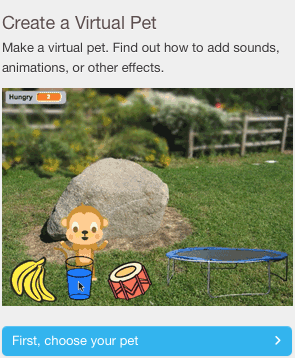 Create a Virtual Pet
Make a virtual pet. Find out how to add sounds,
animations, or other effects.
Hungry 3
First, choose your pet